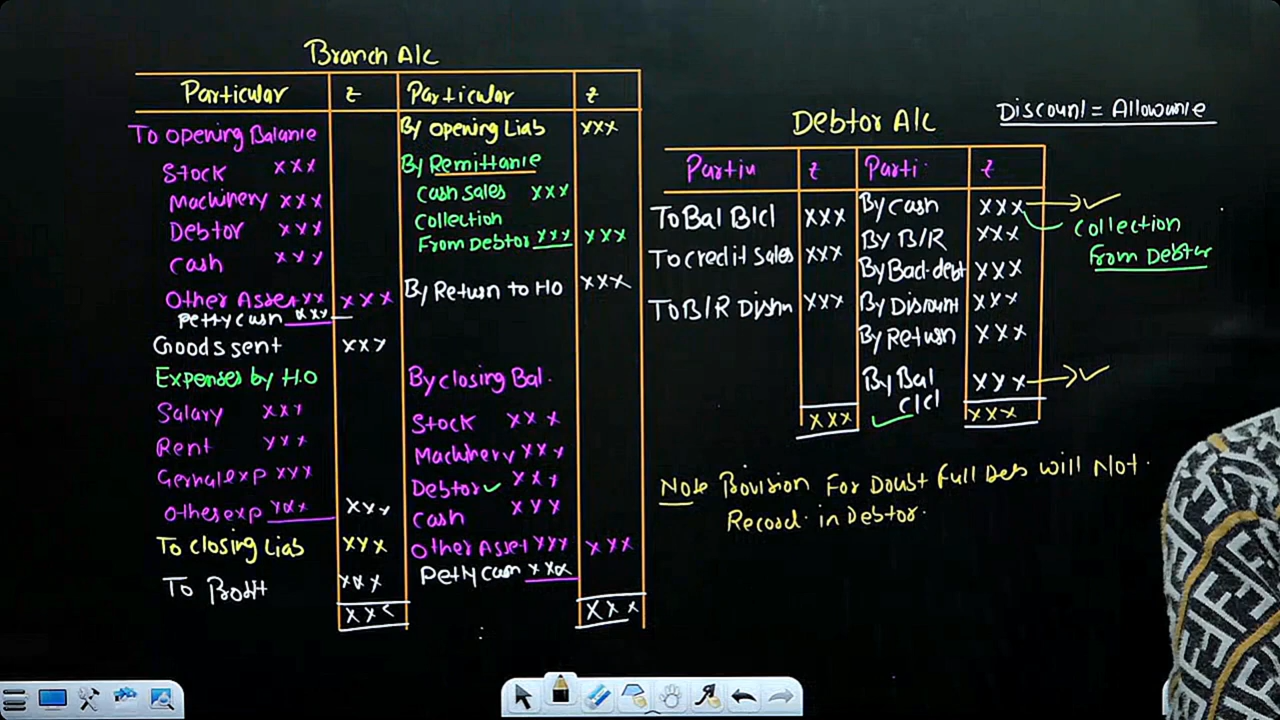 Branch A/c
Particular ₹ Particular ₹
To opening Balance
Stock xxx
Machinery xxx
Debtor xxx
Cash xxx
Other Asset xx xxx
Petty cash xxx
Goods sent xxx
Expenses by H.O
Salary xxx
Rent xxx
Gernal exp xxx
other exp xxx xxx
To closing Liab xxx
To Profit xxx
xxx
By opening Liab xxx
By Remittance
Cash sales xxx
Collection
From Debtor xxx xxx
By Return to HO xxx
By closing Bal.
Stock xxx
Machinery xxx
Debtor ✓ xxx
Cash xxx
Other Asset xxx xxx
Petty cash xxx
xxx
Discount = Allowance
Debtor A/c
Particu ₹ Parti. ₹
To Bal B/d xxx
To credit Sales xxx
To B/R Dishn xxx
xxx
By Cash xxx → ✓
Collection
From Debtor
By B/R xxx
By Bad.debt xxx
By Discount xxx
By Return xxx
By Bal xxx → ✓
c/d
✓ xxx
Note Provision For Doubt full Deb will Not.
Record. in Debtor.